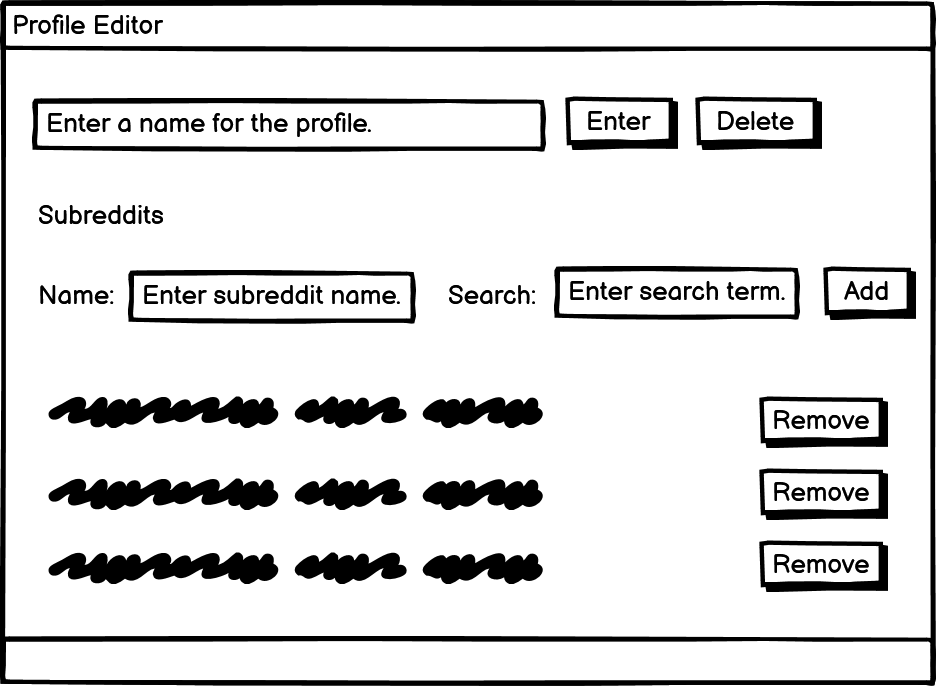 Profile Editor
Enter a name for the profile. Enter Delete
Subreddits
Name: Enter subreddit name. Search: Enter search term. Add
Remove
Remove
Remove